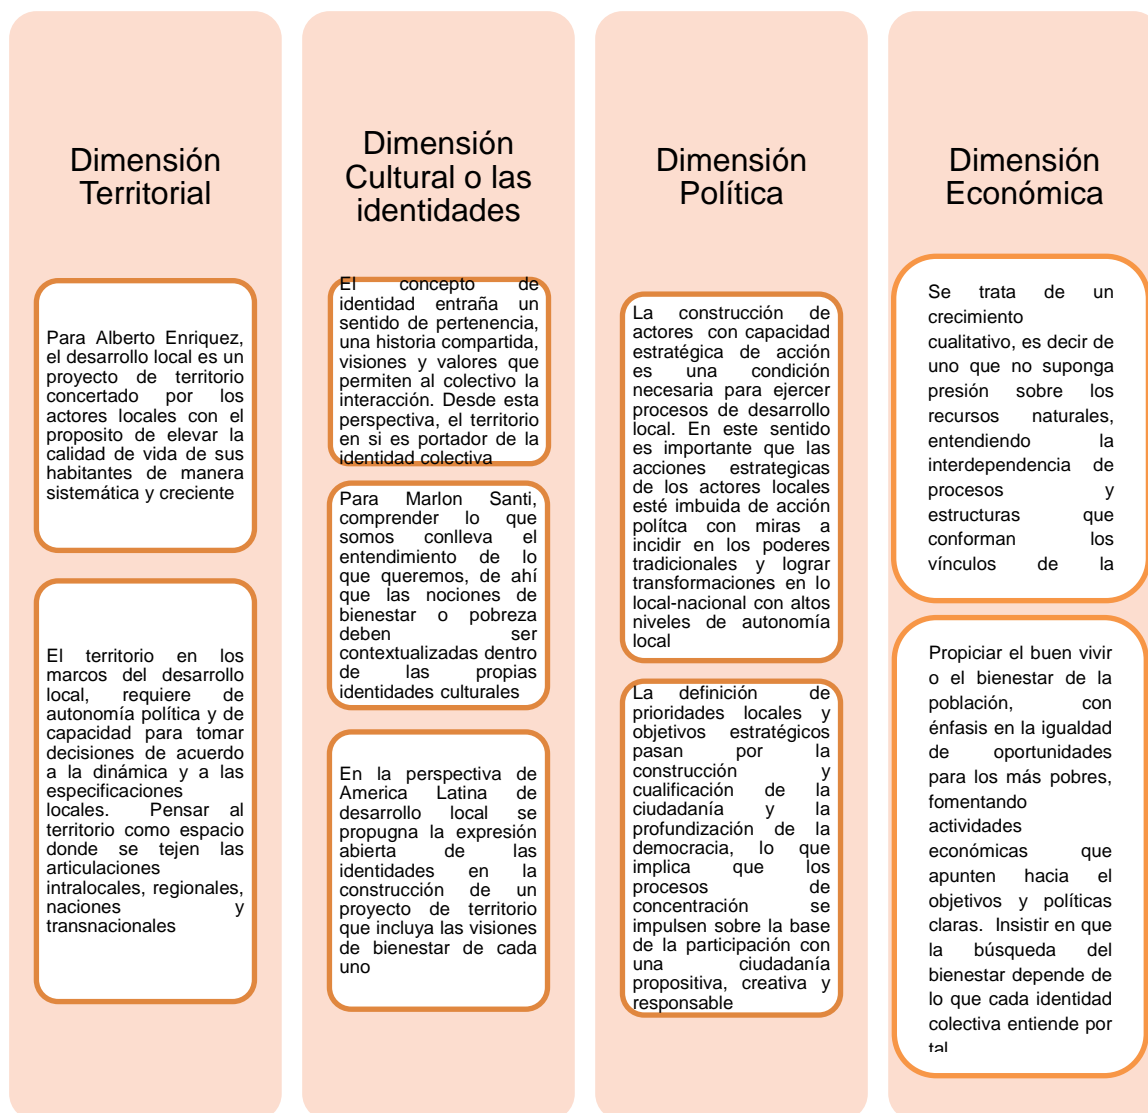 Dimensión
Territorial
Para Alberto Enriquez,
el desarrollo local es un
proyecto de territorio
concertado por los
actores locales con el
proposito de elevar la
calidad de vida de sus
habitantes de manera
sistemática y creciente
El territorio en los
marcos del desarrollo
local, requiere de
autonomía política y de
capacidad para tomar
decisiones de acuerdo
a la dinámica y a las
especificaciones
locales. Pensar al
territorio como espacio
donde se tejen las
articulaciones
intralocales, regionales,
naciones y
transnacionales
Dimensión
Cultural o las
identidades
El concepto de
identidad entraña un
sentido de pertenencia,
una historia compartida,
visiones y valores que
permiten al colectivo la
interacción. Desde esta
perspectiva, el territorio
en si es portador de la
identidad colectiva
Para Marlon Santi,
comprender lo que
somos conlleva el
entendimiento de lo
que queremos, de ahí
que las nociones de
bienestar o pobreza
deben ser
contextualizadas dentro
de las propias
identidades culturales
En la perspectiva de
America Latina de
desarrollo local se
propugna la expresión
abierta de las
identidades en la
construcción de un
proyecto de territorio
que incluya las visiones
de bienestar de cada
uno
Dimensión
Política
La construcción de
actores con capacidad
estratégica de acción
es una condición
necesaria para ejercer
procesos de desarrollo
local. En este sentido
es importante que las
acciones estrategicas
de los actores locales
esté imbuida de acción
polítca con miras a
incidir en los poderes
tradicionales y lograr
transformaciones en lo
local-nacional con altos
niveles de autonomía
local
La definición de
prioridades locales y
objetivos estratégicos
pasan por la
construcción y
cualificación de la
ciudadanía y la
profundización de la
democracia, lo que
implica que los
procesos de
concentración se
impulsen sobre la base
de la participación con
una ciudadanía
propositiva, creativa y
responsable
Dimensión
Económica
Se trata de un
crecimiento
cualitativo, es decir de
uno que no suponga
presión sobre los
recursos naturales,
entendiendo la
interdependencia de
procesos y
estructuras que
conforman los
vínculos de la
Propiciar el buen vivir
o el bienestar de la
población, con
énfasis en la igualdad
de oportunidades
para los más pobres,
fomentando
actividades
económicas que
apunten hacia el
objetivos y políticas
claras. Insistir en que
la búsqueda del
bienestar depende de
lo que cada identidad
colectiva entiende por
tal